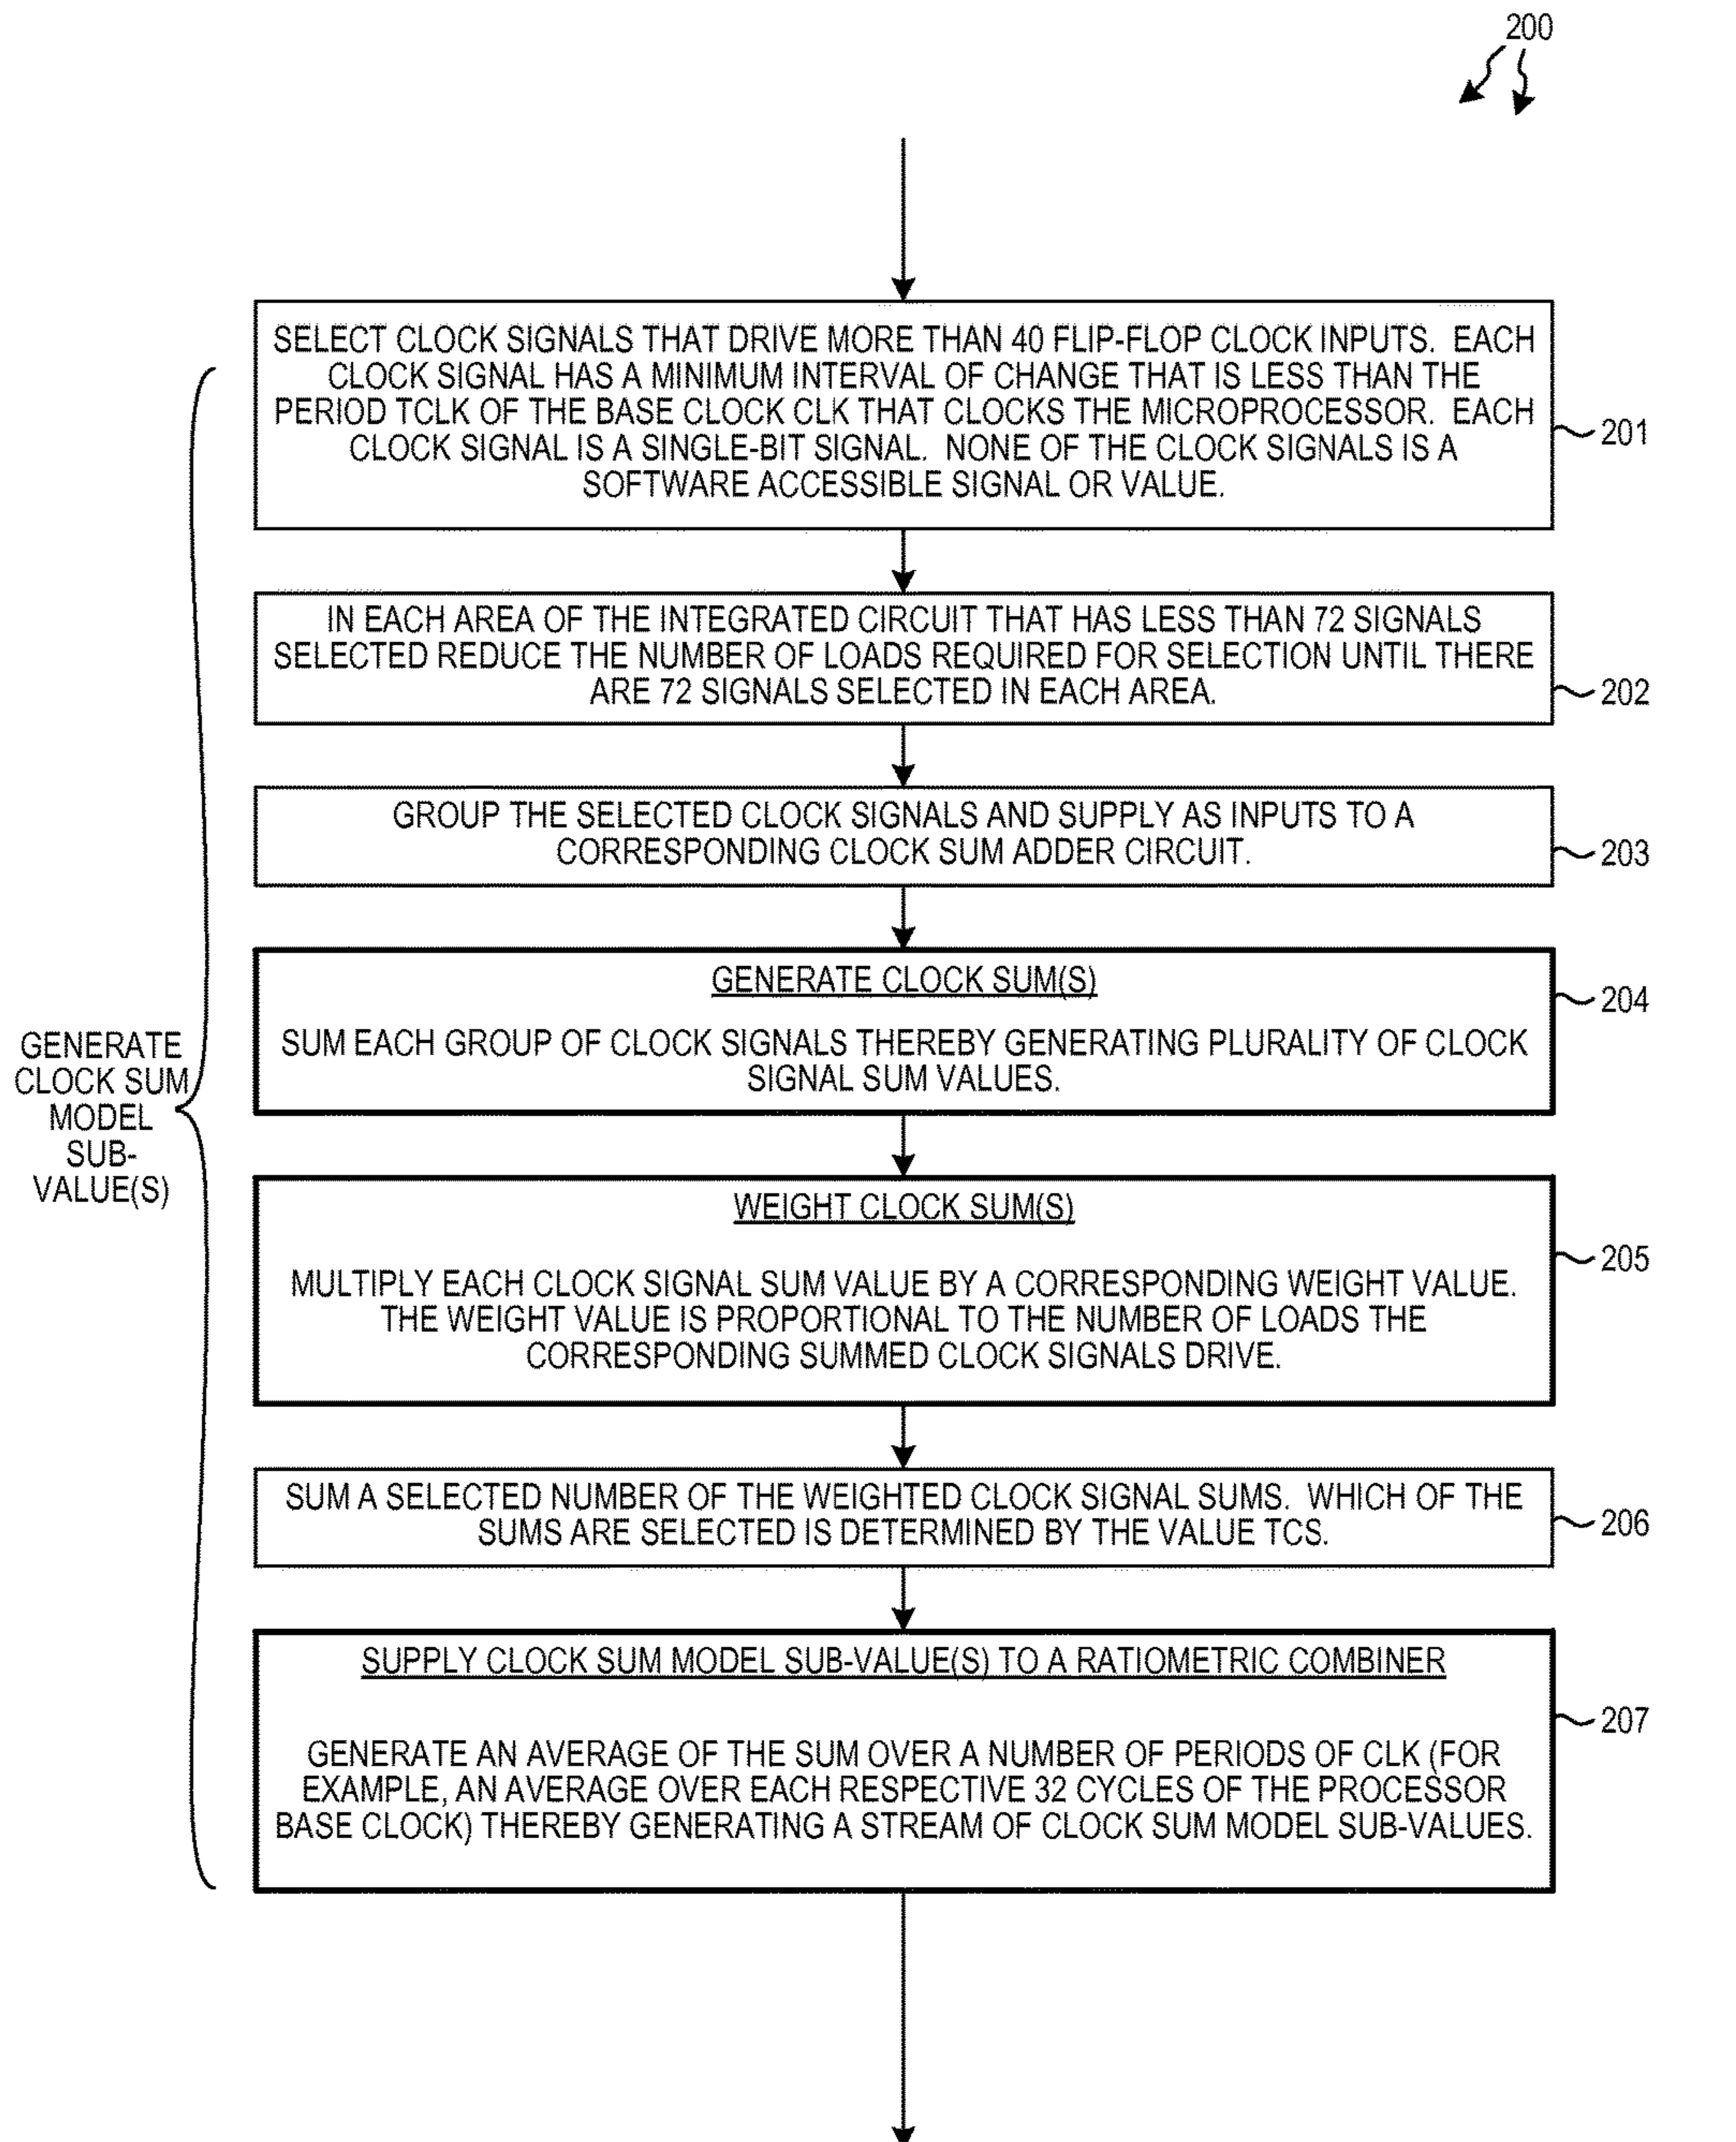 200
SELECT CLOCK SIGNALS THAT DRIVE MORE THAN 40 FLIP-FLOP CLOCK INPUTS. EACH
CLOCK SIGNAL HAS A MINIMUM INTERVAL OF CHANGE THAT IS LESS THAN THE
PERIOD TCLK OF THE BASE CLOCK CLK THAT CLOCKS THE MICROPROCESSOR. EACH
CLOCK SIGNAL IS A SINGLE-BIT SIGNAL. NONE OF THE CLOCK SIGNALS IS A
SOFTWARE ACCESSIBLE SIGNAL OR VALUE.
201
IN EACH AREA OF THE INTEGRATED CIRCUIT THAT HAS LESS THAN 72 SIGNALS
SELECTED REDUCE THE NUMBER OF LOADS REQUIRED FOR SELECTION UNTIL THERE
ARE 72 SIGNALS SELECTED IN EACH AREA.
202
GROUP THE SELECTED CLOCK SIGNALS AND SUPPLY AS INPUTS TO A
CORRESPONDING CLOCK SUM ADDER CIRCUIT.
203
GENERATE CLOCK SUM(S)
SUM EACH GROUP OF CLOCK SIGNALS THEREBY GENERATING PLURALITY OF CLOCK
SIGNAL SUM VALUES.
204
GENERATE
CLOCK SUM
MODEL
SUB-
VALUE(S)
WEIGHT CLOCK SUM(S)
MULTIPLY EACH CLOCK SIGNAL SUM VALUE BY A CORRESPONDING WEIGHT VALUE.
THE WEIGHT VALUE IS PROPORTIONAL TO THE NUMBER OF LOADS THE
CORRESPONDING SUMMED CLOCK SIGNALS DRIVE.
205
SUM A SELECTED NUMBER OF THE WEIGHTED CLOCK SIGNAL SUMS. WHICH OF THE
SUMS ARE SELECTED IS DETERMINED BY THE VALUE TCS.
206
SUPPLY CLOCK SUM MODEL SUB-VALUE(S) TO A RATIOMETRIC COMBINER
GENERATE AN AVERAGE OF THE SUM OVER A NUMBER OF PERIODS OF CLK (FOR
EXAMPLE, AN AVERAGE OVER EACH RESPECTIVE 32 CYCLES OF THE PROCESSOR
BASE CLOCK) THEREBY GENERATING A STREAM OF CLOCK SUM MODEL SUB-VALUES.
207